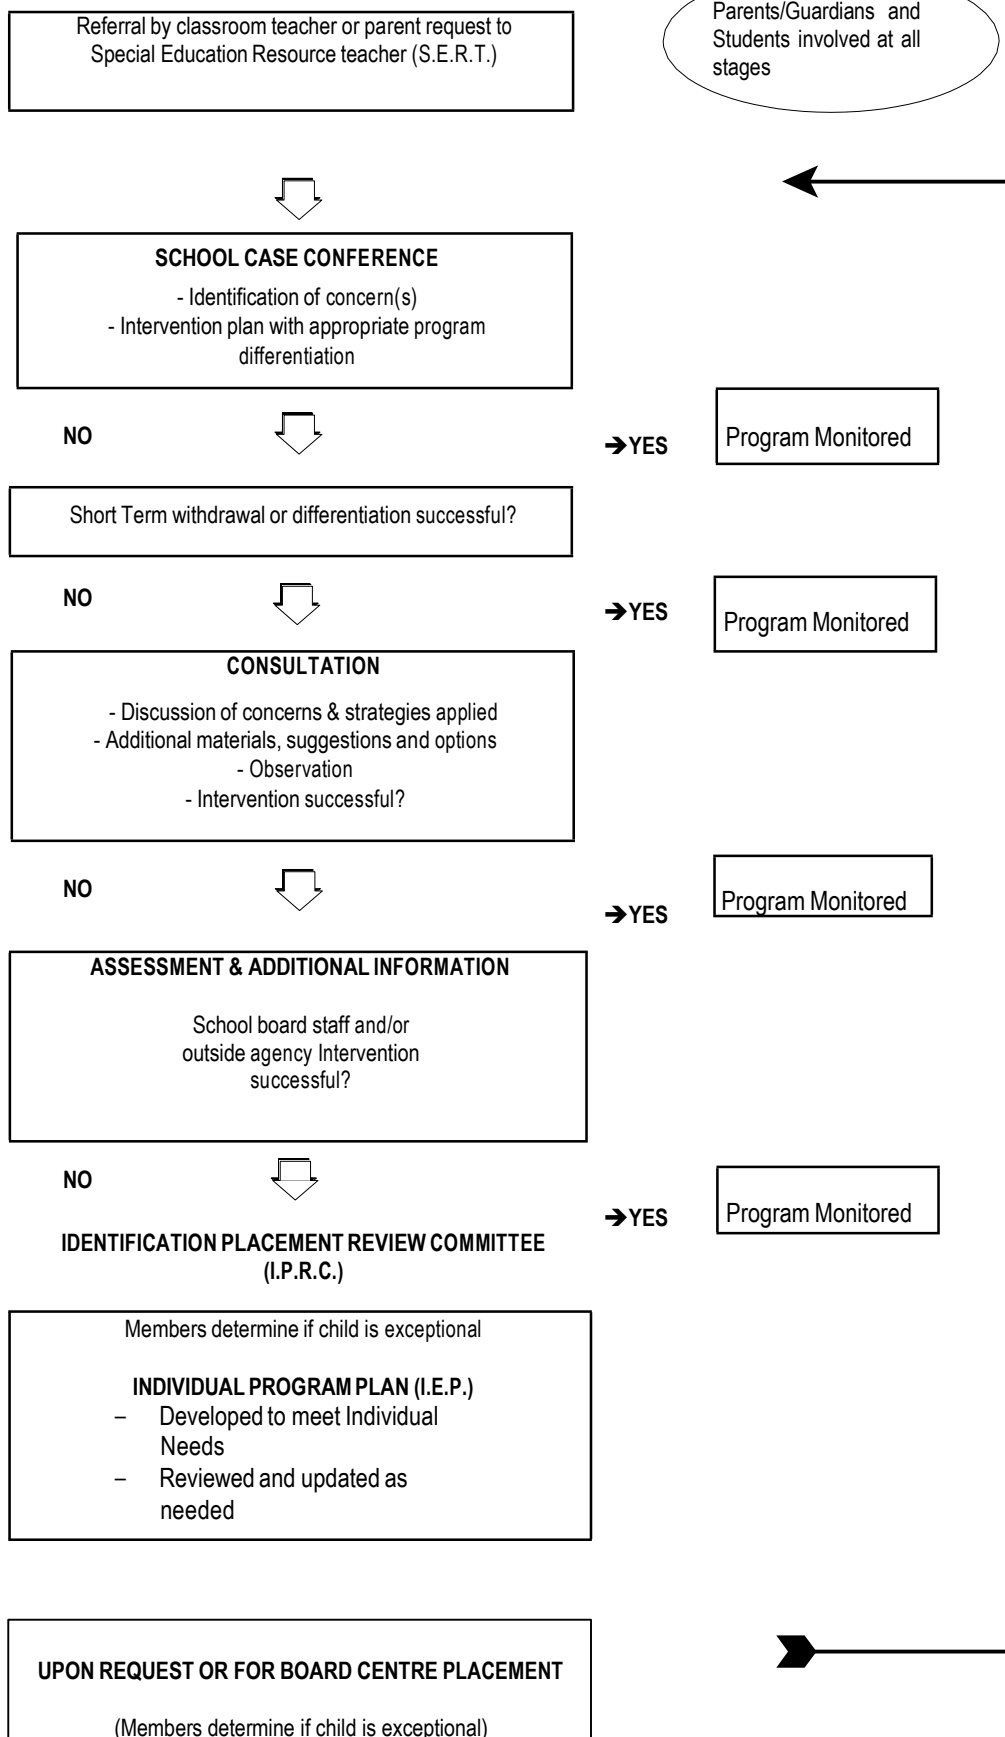 Referral by classroom teacher or parent request to
Special Education Resource teacher (S.E.R.T.)
Parents/Guardians and
Students involved at all
stages
SCHOOL CASE CONFERENCE
- Identification of concern(s)
- Intervention plan with appropriate program
differentiation
NO
➔YES
Program Monitored
Short Term withdrawal or differentiation successful?
NO
➔YES
Program Monitored
CONSULTATION
- Discussion of concerns & strategies applied
- Additional materials, suggestions and options
- Observation
- Intervention successful?
NO
➔YES
Program Monitored
ASSESSMENT & ADDITIONAL INFORMATION
School board staff and/or
outside agency Intervention
successful?
NO
➔YES
Program Monitored
IDENTIFICATION PLACEMENT REVIEW COMMITTEE
(I.P.R.C.)
Members determine if child is exceptional
INDIVIDUAL PROGRAM PLAN (I.E.P.)
– Developed to meet Individual
Needs
– Reviewed and updated as
needed
UPON REQUEST OR FOR BOARD CENTRE PLACEMENT
(Members determine if child is exceptional)